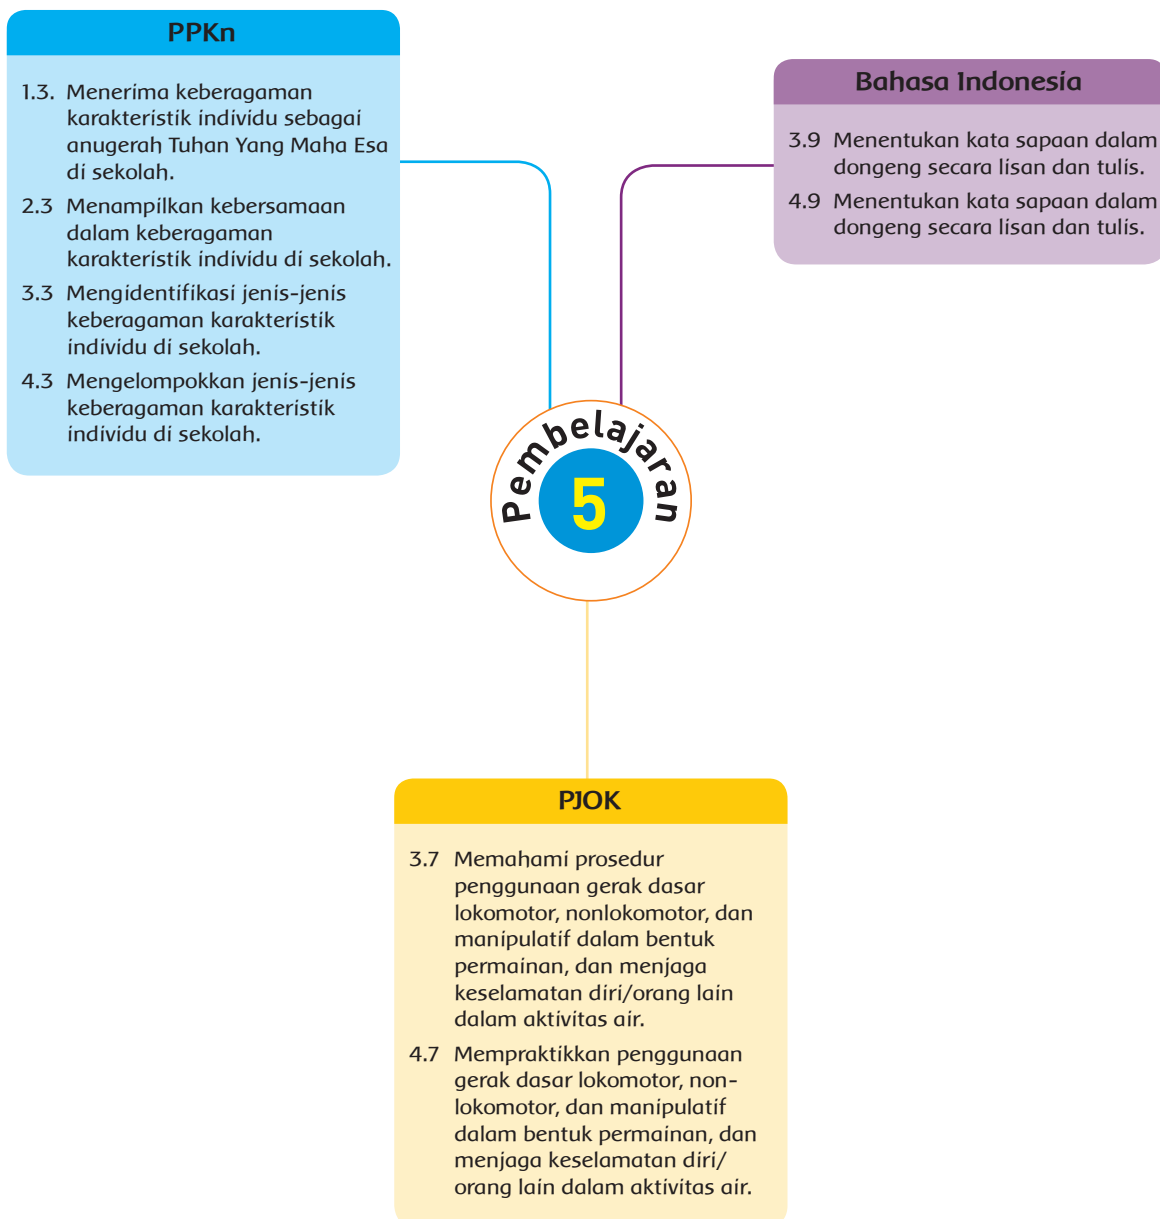 PPKn
1.3. Menerima keberagaman
karakteristik individu sebagai
anugerah Tuhan Yang Maha Esa
di sekolah.
2.3 Menampilkan kebersamaan
dalam keberagaman
karakteristik individu di sekolah.
3.3 Mengidentifikasi jenis-jenis
keberagaman karakteristik
individu di sekolah.
4.3 Mengelompokkan jenis-jenis
keberagaman karakteristik
individu di sekolah.
Bahasa Indonesia
3.9 Menentukan kata sapaan dalam
dongeng secara lisan dan tulis.
4.9 Menentukan kata sapaan dalam
dongeng secara lisan dan tulis.
Pembelajaran
5
PJOK
3.7 Memahami prosedur
penggunaan gerak dasar
lokomotor, nonlokomotor, dan
manipulatif dalam bentuk
permainan, dan menjaga
keselamatan diri/orang lain
dalam aktivitas air.
4.7 Mempraktikkan penggunaan
gerak dasar lokomotor, non-
lokomotor, dan manipulatif
dalam bentuk permainan, dan
menjaga keselamatan diri/
orang lain dalam aktivitas air.